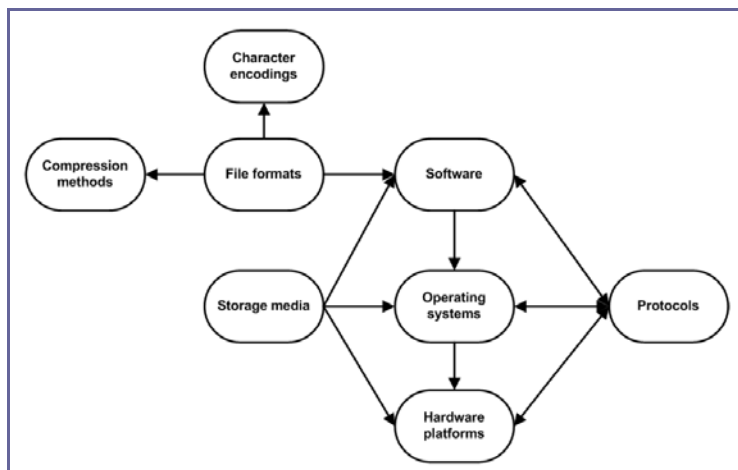 Character
encodings
Compression
methods
File formats
Software
Storage media
Operating
systems
Protocols
Hardware
platforms